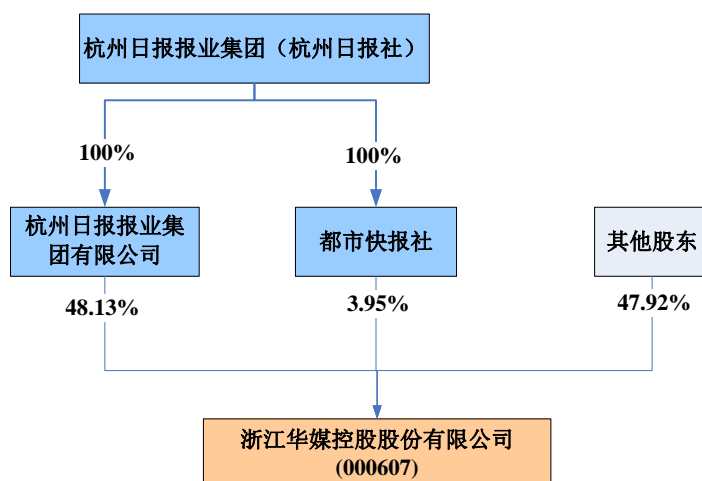 杭州日报报业集团（杭州日报社）
100%
100%
杭州日报报业集
团有限公司
都市快报社
其他股东
48.13%
3.95%
47.92%
浙江华媒控股股份有限公司
(000607)